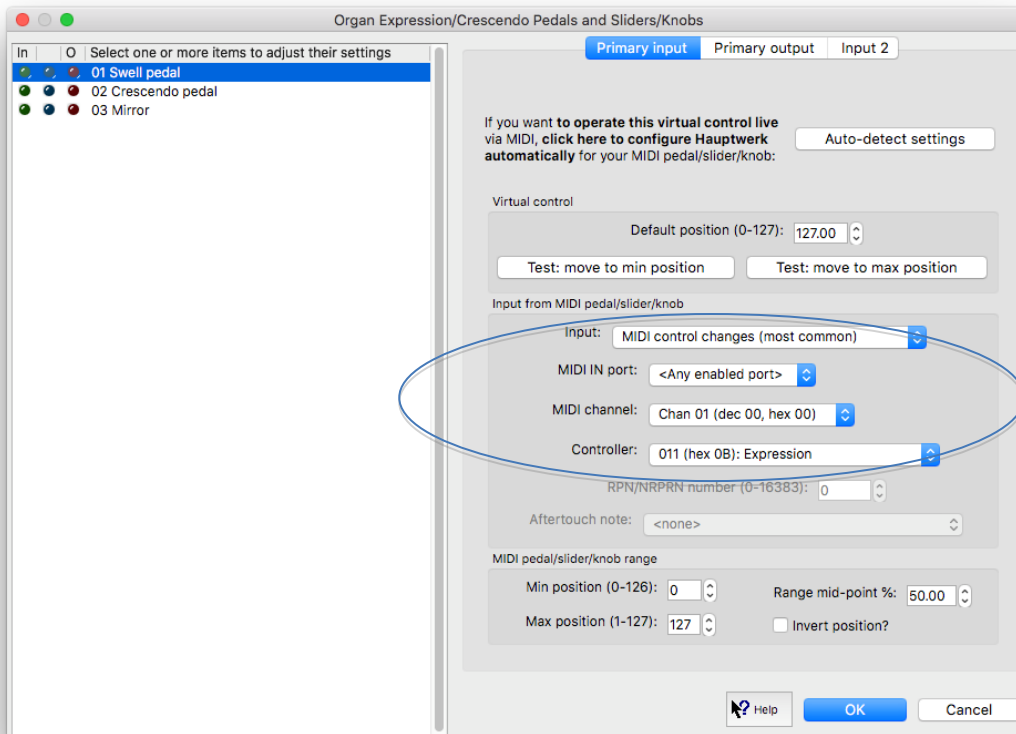 Organ Expression/Crescendo Pedals and Sliders/Knobs
In O Select one or more items to adjust their settings
01 Swell pedal
02 Crescendo pedal
03 Mirror
Primary input Primary output Input 2
If you want to operate this virtual control live
via MIDI, click here to configure Hauptwerk
automatically for your MIDI pedal/slider/knob:
Auto-detect settings
Virtual control
Default position (0-127): 127.00
Test: move to min position Test: move to max position
Input from MIDI pedal/slider/knob
Input: MIDI control changes (most common)
MIDI IN port: <Any enabled port>
MIDI channel: Chan 01 (dec 00, hex 00)
Controller: 011 (hex 0B): Expression
RPN/NRPRN number (0-16383): 0
Aftertouch note: <none>
MIDI pedal/slider/knob range
Min position (0-126): 0 Range mid-point %: 50.00
Max position (1-127): 127 Invert position?
? Help OK Cancel